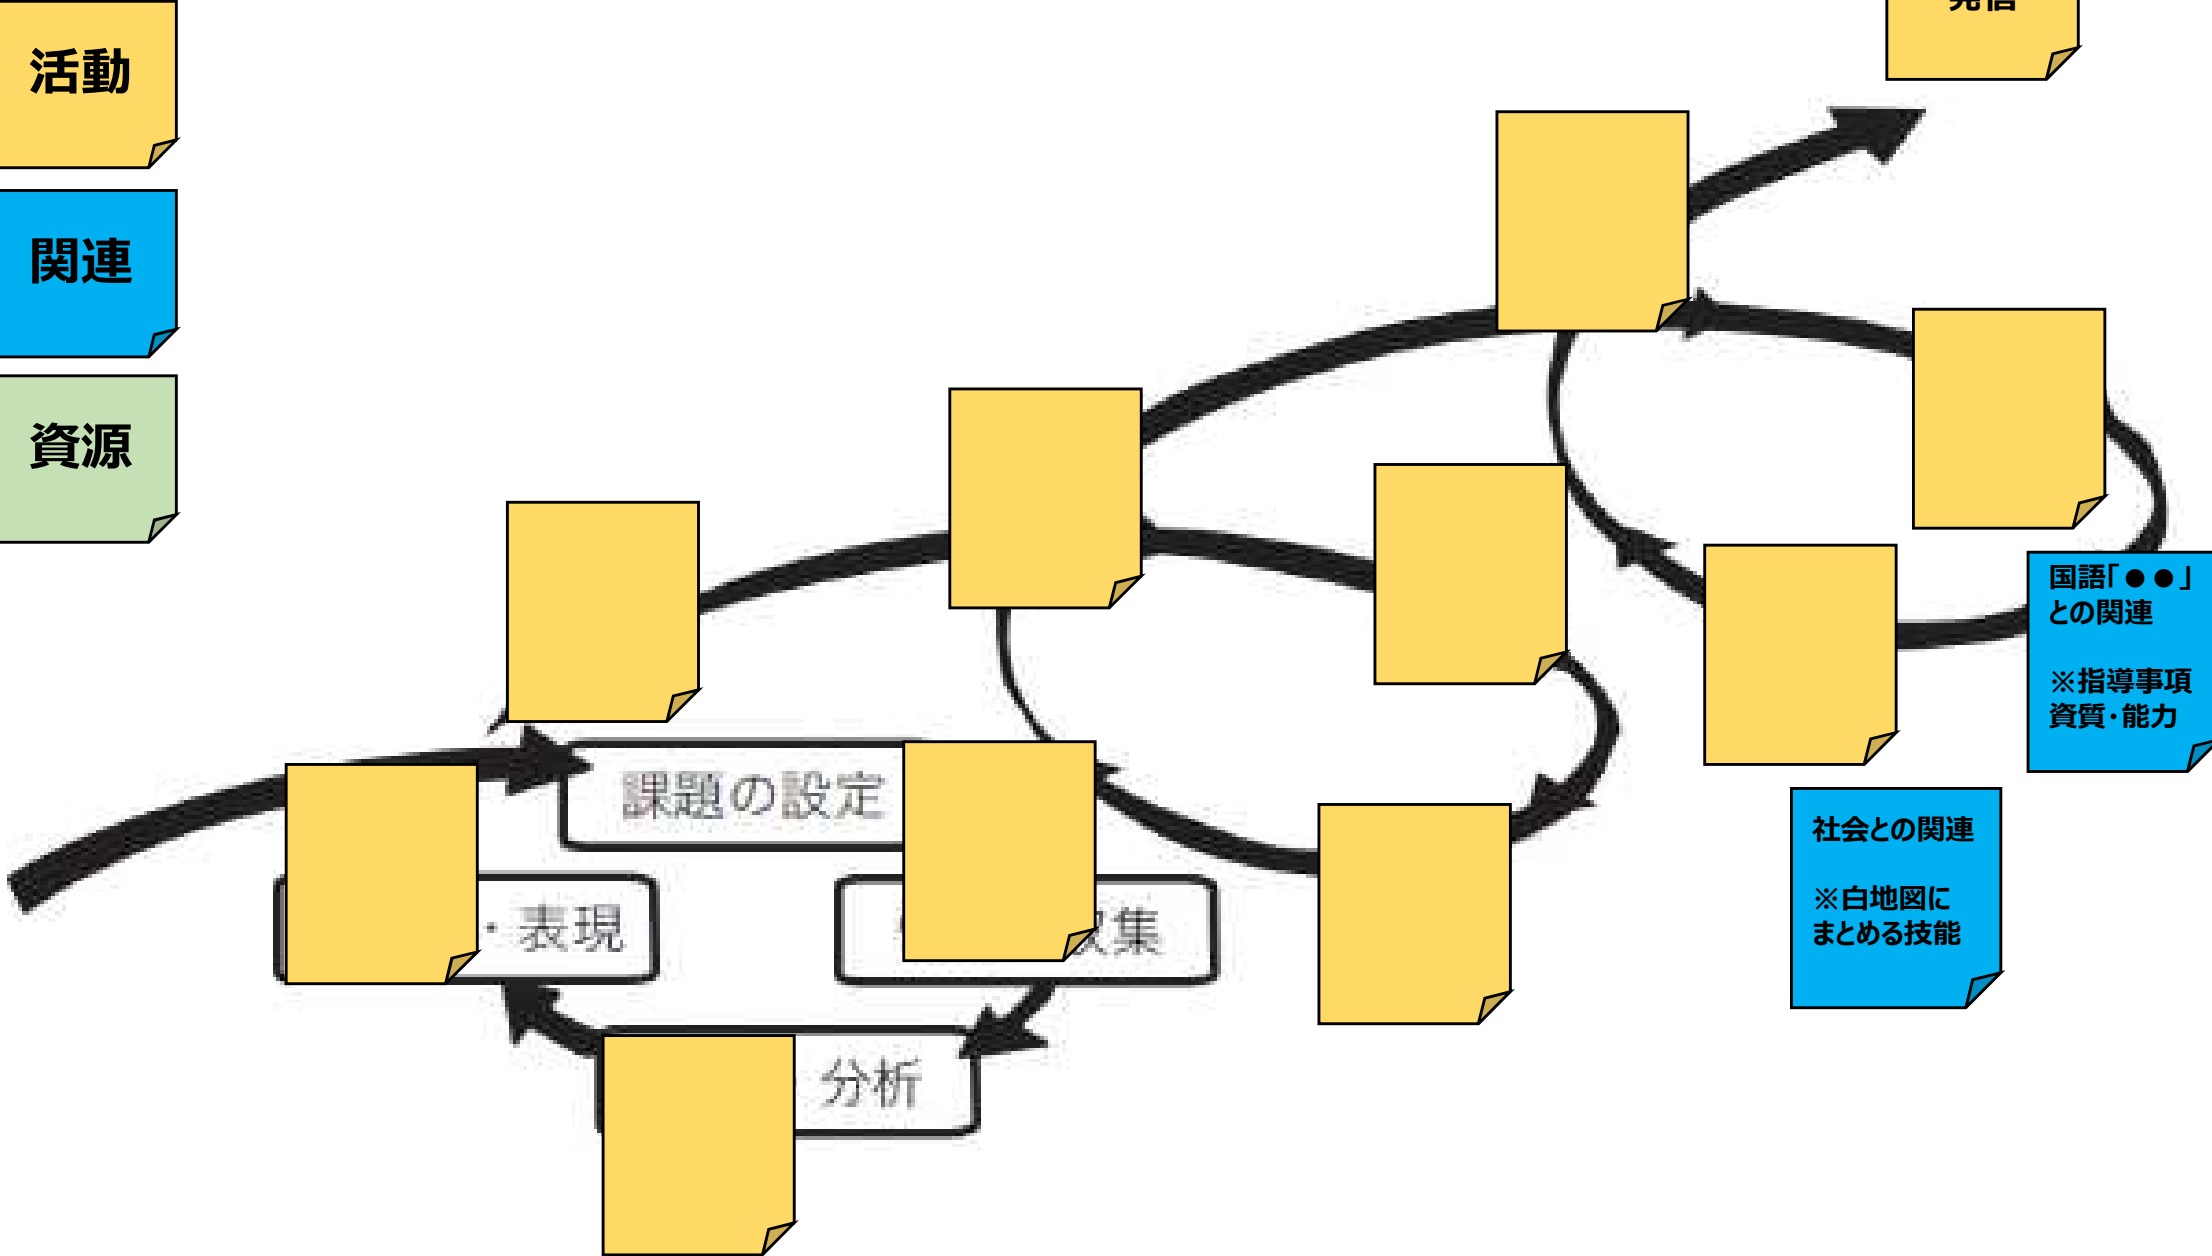 発信
活動
関連
資源
国語「●●」
との関連
※指導事項
資質・能力
課題の設定
社会との関連
※白地図に
まとめる技能
・表現
集
分析